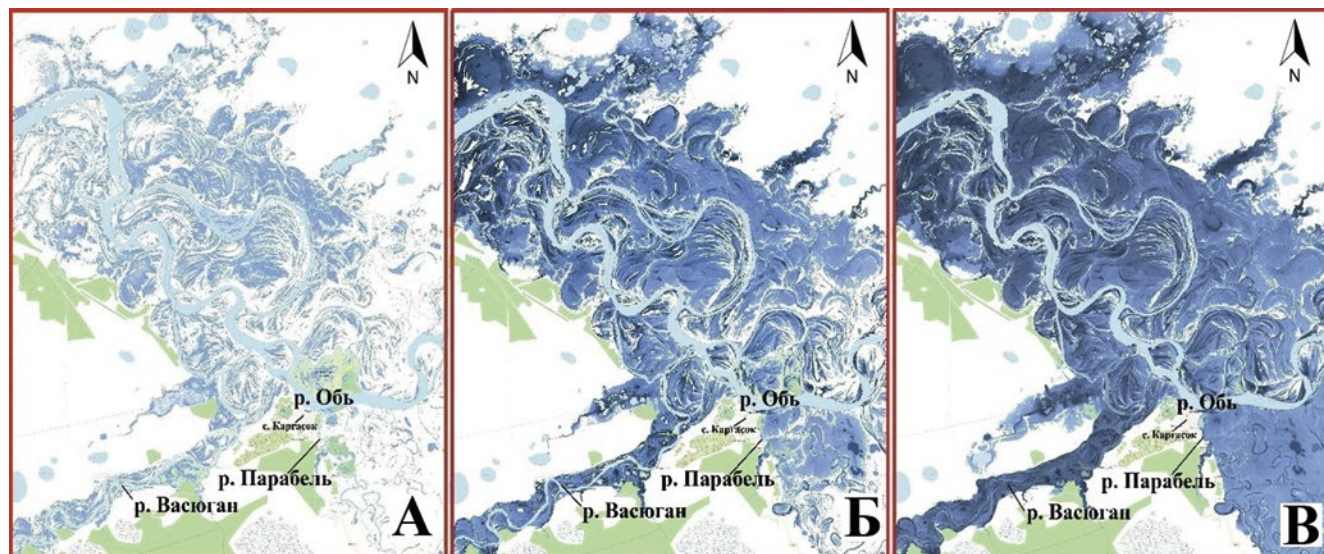 N
р. Обь
с. Каргасок
р. Парабель
р. Васюган
А
N
р. Обь
с. Каргасок
р. Парабель
р. Васюган
Б
N
р. Обь
с. Каргасок
р. Парабель
р. Васюган
В